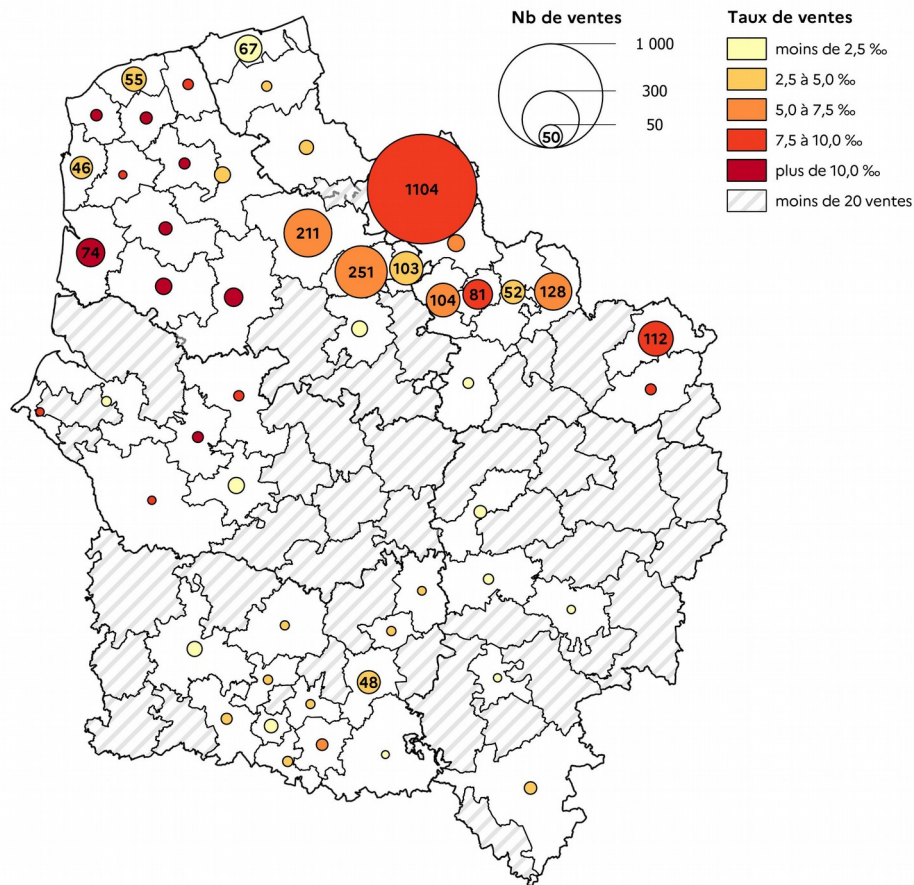 Nb de ventes
1 000
300
50
50
Taux de ventes
moins de 2,5 ‰
2,5 à 5,0 ‰
5,0 à 7,5 ‰
7,5 à 10,0 ‰
plus de 10,0 ‰
moins de 20 ventes
67
55
46
1104
74
211
251
103
104
81
52
128
112
48